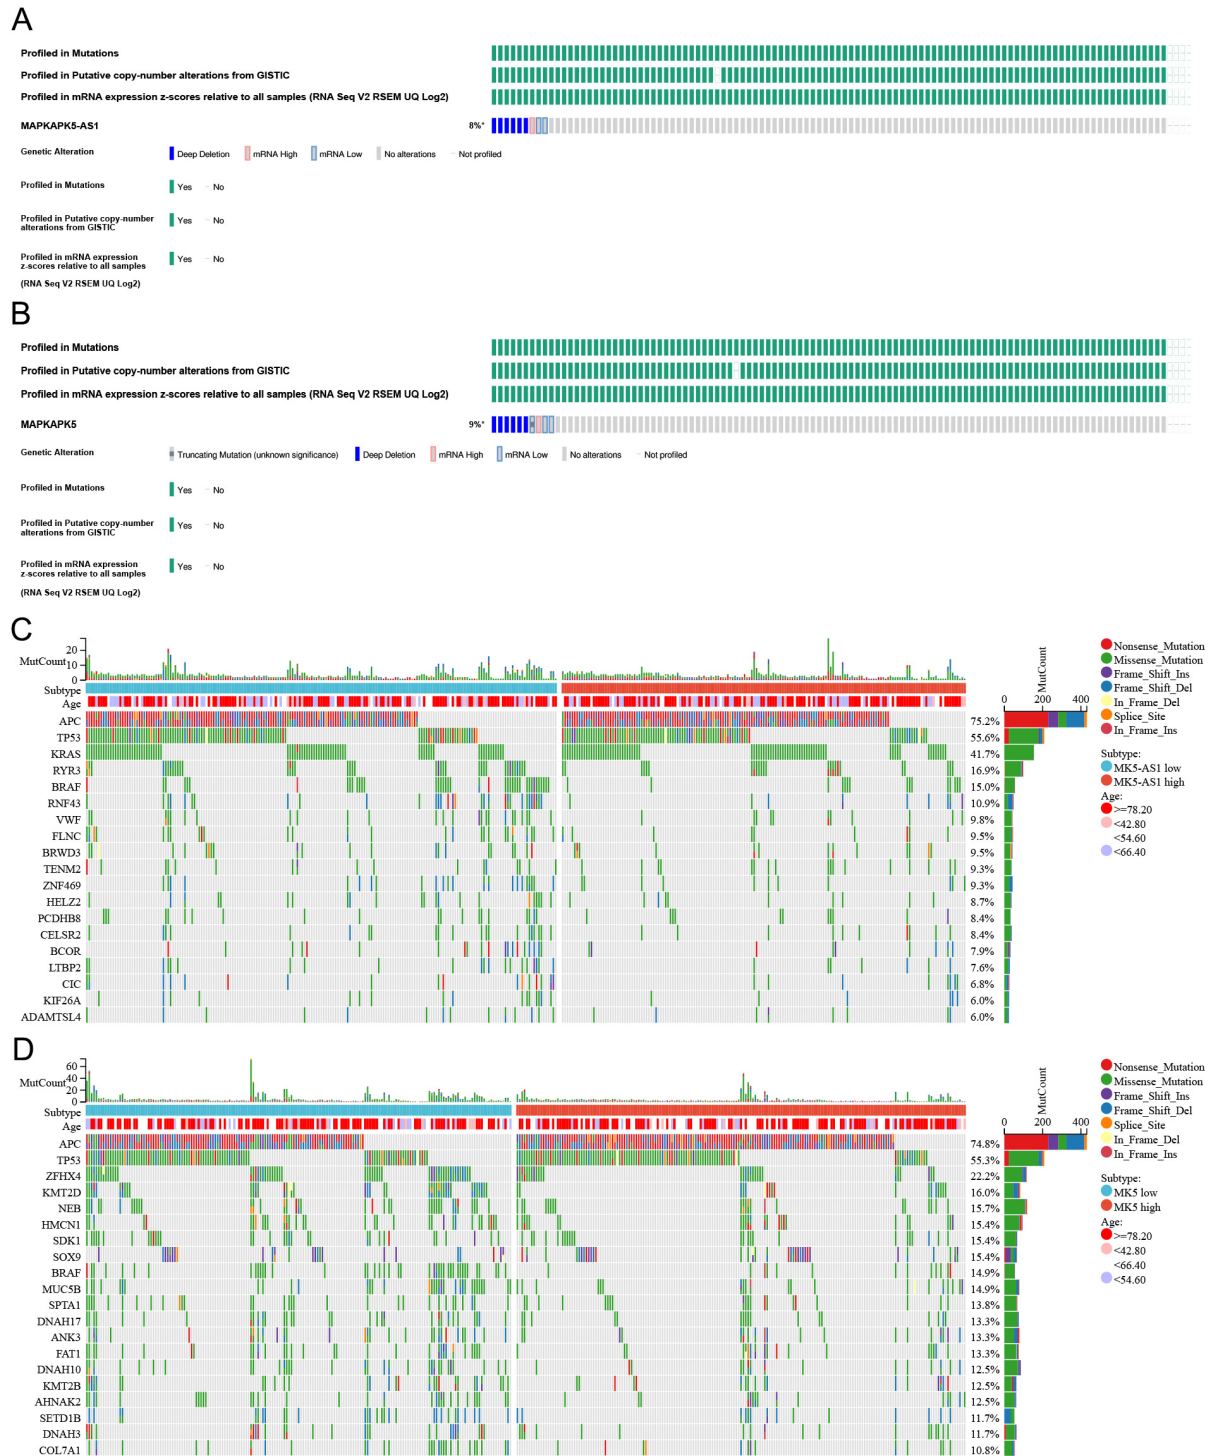 A
Profiled in Mutations
Profiled in Putative copy-number alterations from GISTIC
Profiled in mRNA expression z-scores relative to all samples (RNA Seq V2 RSEM UQ Log2)
MAPKAPK5-AS1 8%*
Genetic Alteration Deep Deletion mRNA High mRNA Low No alterations Not profiled
Profiled in Mutations Yes No
Profiled in Putative copy-number alterations from GISTIC Yes No
Profiled in mRNA expression z-scores relative to all samples Yes No
(RNA Seq V2 RSEM UQ Log2)
B
Profiled in Mutations
Profiled in Putative copy-number alterations from GISTIC
Profiled in mRNA expression z-scores relative to all samples (RNA Seq V2 RSEM UQ Log2)
MAPKAPK5 9%*
Genetic Alteration Truncating Mutation (unknown significance) Deep Deletion mRNA High mRNA Low No alterations Not profiled
Profiled in Mutations Yes No
Profiled in Putative copy-number alterations from GISTIC Yes No
Profiled in mRNA expression z-scores relative to all samples Yes No
(RNA Seq V2 RSEM UQ Log2)
C
MutCount
20
10
0
Subtype
Age
APC 75.2%
TP53 55.6%
KRAS 41.7%
RYR3 16.9%
BRAF 15.0%
RNF43 10.9%
VWF 9.8%
FLNC 9.5%
BRWD3 9.5%
TENM2 9.3%
ZNF469 9.3%
HELZ2 8.7%
PCDHB8 8.4%
CELSR2 8.4%
BCOR 7.9%
LTBP2 7.6%
CIC 6.8%
KIF26A 6.0%
ADAMTSL4 6.0%
MutCount
0 200 400
Nonsense_Mutation
Missense_Mutation
Frame_Shift_Ins
Frame_Shift_Del
In_Frame_Del
Splice_Site
In_Frame_Ins
Subtype:
MK5-AS1 low
MK5-AS1 high
Age:
>=78.20
<42.80
<54.60
<66.40
D
MutCount
60
40
20
0
Subtype
Age
APC 74.8%
TP53 55.3%
ZFHX4 22.2%
KMT2D 16.0%
NEB 15.7%
HMCN1 15.4%
SDK1 15.4%
SOX9 15.4%
BRAF 14.9%
MUC5B 14.9%
SPTA1 13.8%
DNAH17 13.3%
ANK3 13.3%
FAT1 13.3%
DNAH10 12.5%
KMT2B 12.5%
AHNAK2 12.5%
SETD1B 11.7%
DNAH3 11.7%
COL7A1 10.8%
MutCount
0 200 400
Nonsense_Mutation
Missense_Mutation
Frame_Shift_Ins
Frame_Shift_Del
Splice_Site
In_Frame_Del
In_Frame_Ins
Subtype:
MK5 low
MK5 high
Age:
>=78.20
<42.80
<66.40
<54.60